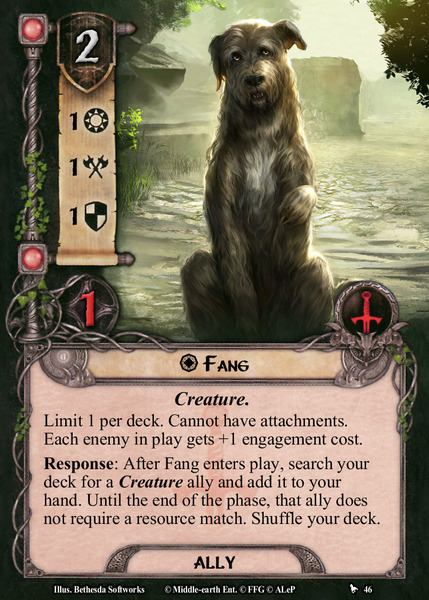 2
1
1
1
1
Fang
Creature.
Limit 1 per deck. Cannot have attachments.
Each enemy in play gets +1 engagement cost.
Response: After Fang enters play, search your
deck for a Creature ally and add it to your
hand. Until the end of the phase, that ally does
not require a resource match. Shuffle your deck.
ALLY
Illus. Bethesda Softworks © Middle-earth Ent. © FFG © ALeP 46